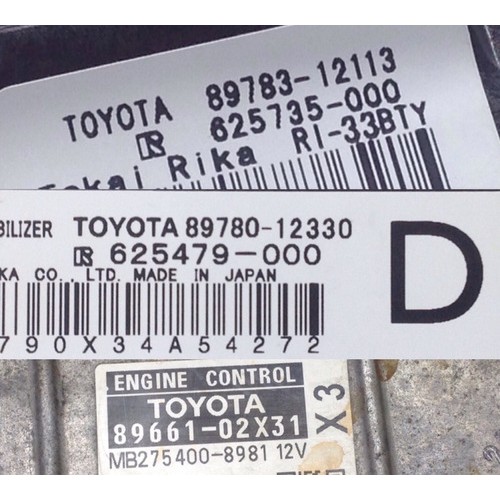 TOYOTA 89783-12113
R 625735-000
Tokai Rika RI-33BTY
BILIZER TOYOTA 89780-12330
R 625479-000
D
KA CO., LTD. MADE IN JAPAN
790X34A54272
ENGINE CONTROL
TOYOTA
89661-02X31
X3
MB275400-8981 12V